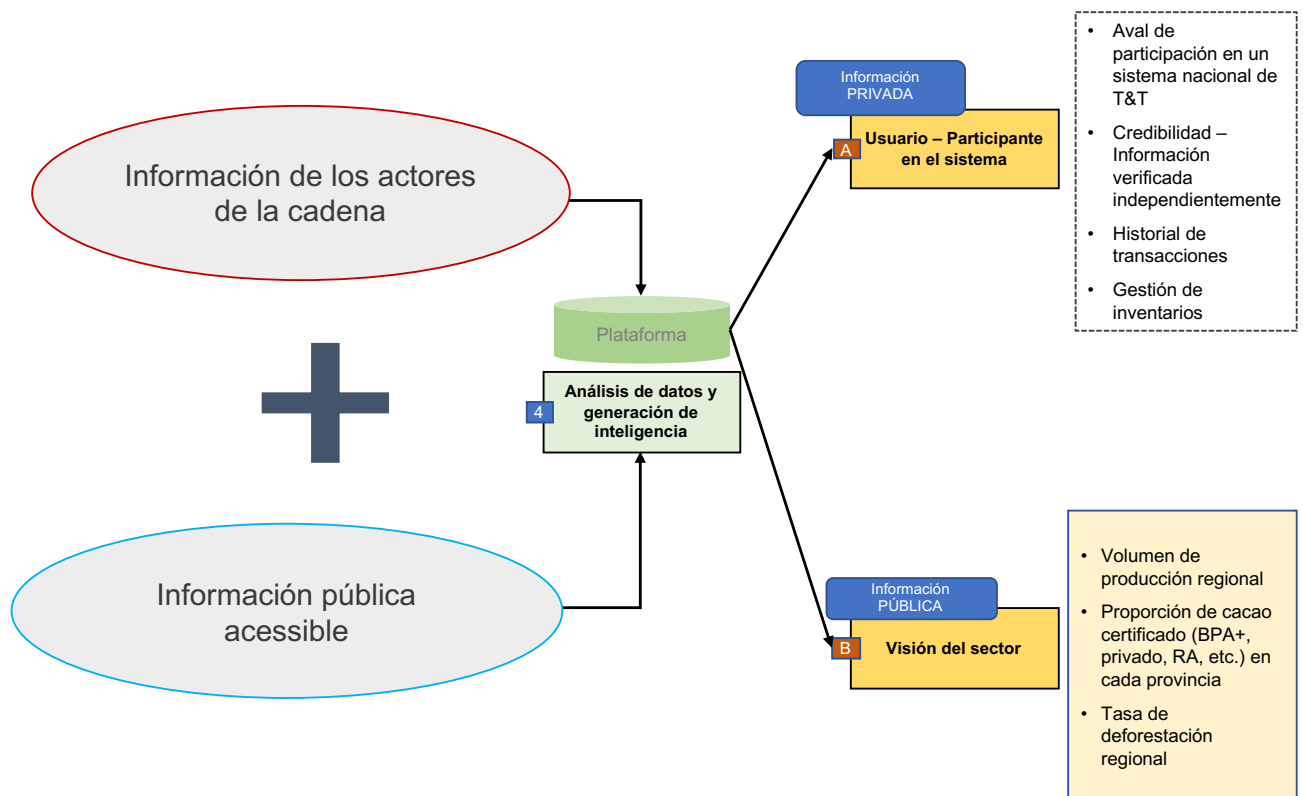 Información de los actores
de la cadena
Información pública
acessible
Plataforma
4
Análisis de datos y
generación de
inteligencia
Información
PRIVADA
A
Usuario – Participante
en el sistema
• Aval de
participación en un
sistema nacional de
T&T
• Credibilidad –
Información
verificada
independientemente
• Historial de
transacciones
• Gestión de
inventarios
Información
PÚBLICA
B
Visión del sector
• Volumen de
producción regional
• Proporción de cacao
certificado (BPA+,
privado, RA, etc.) en
cada provincia
• Tasa de
deforestación
regional